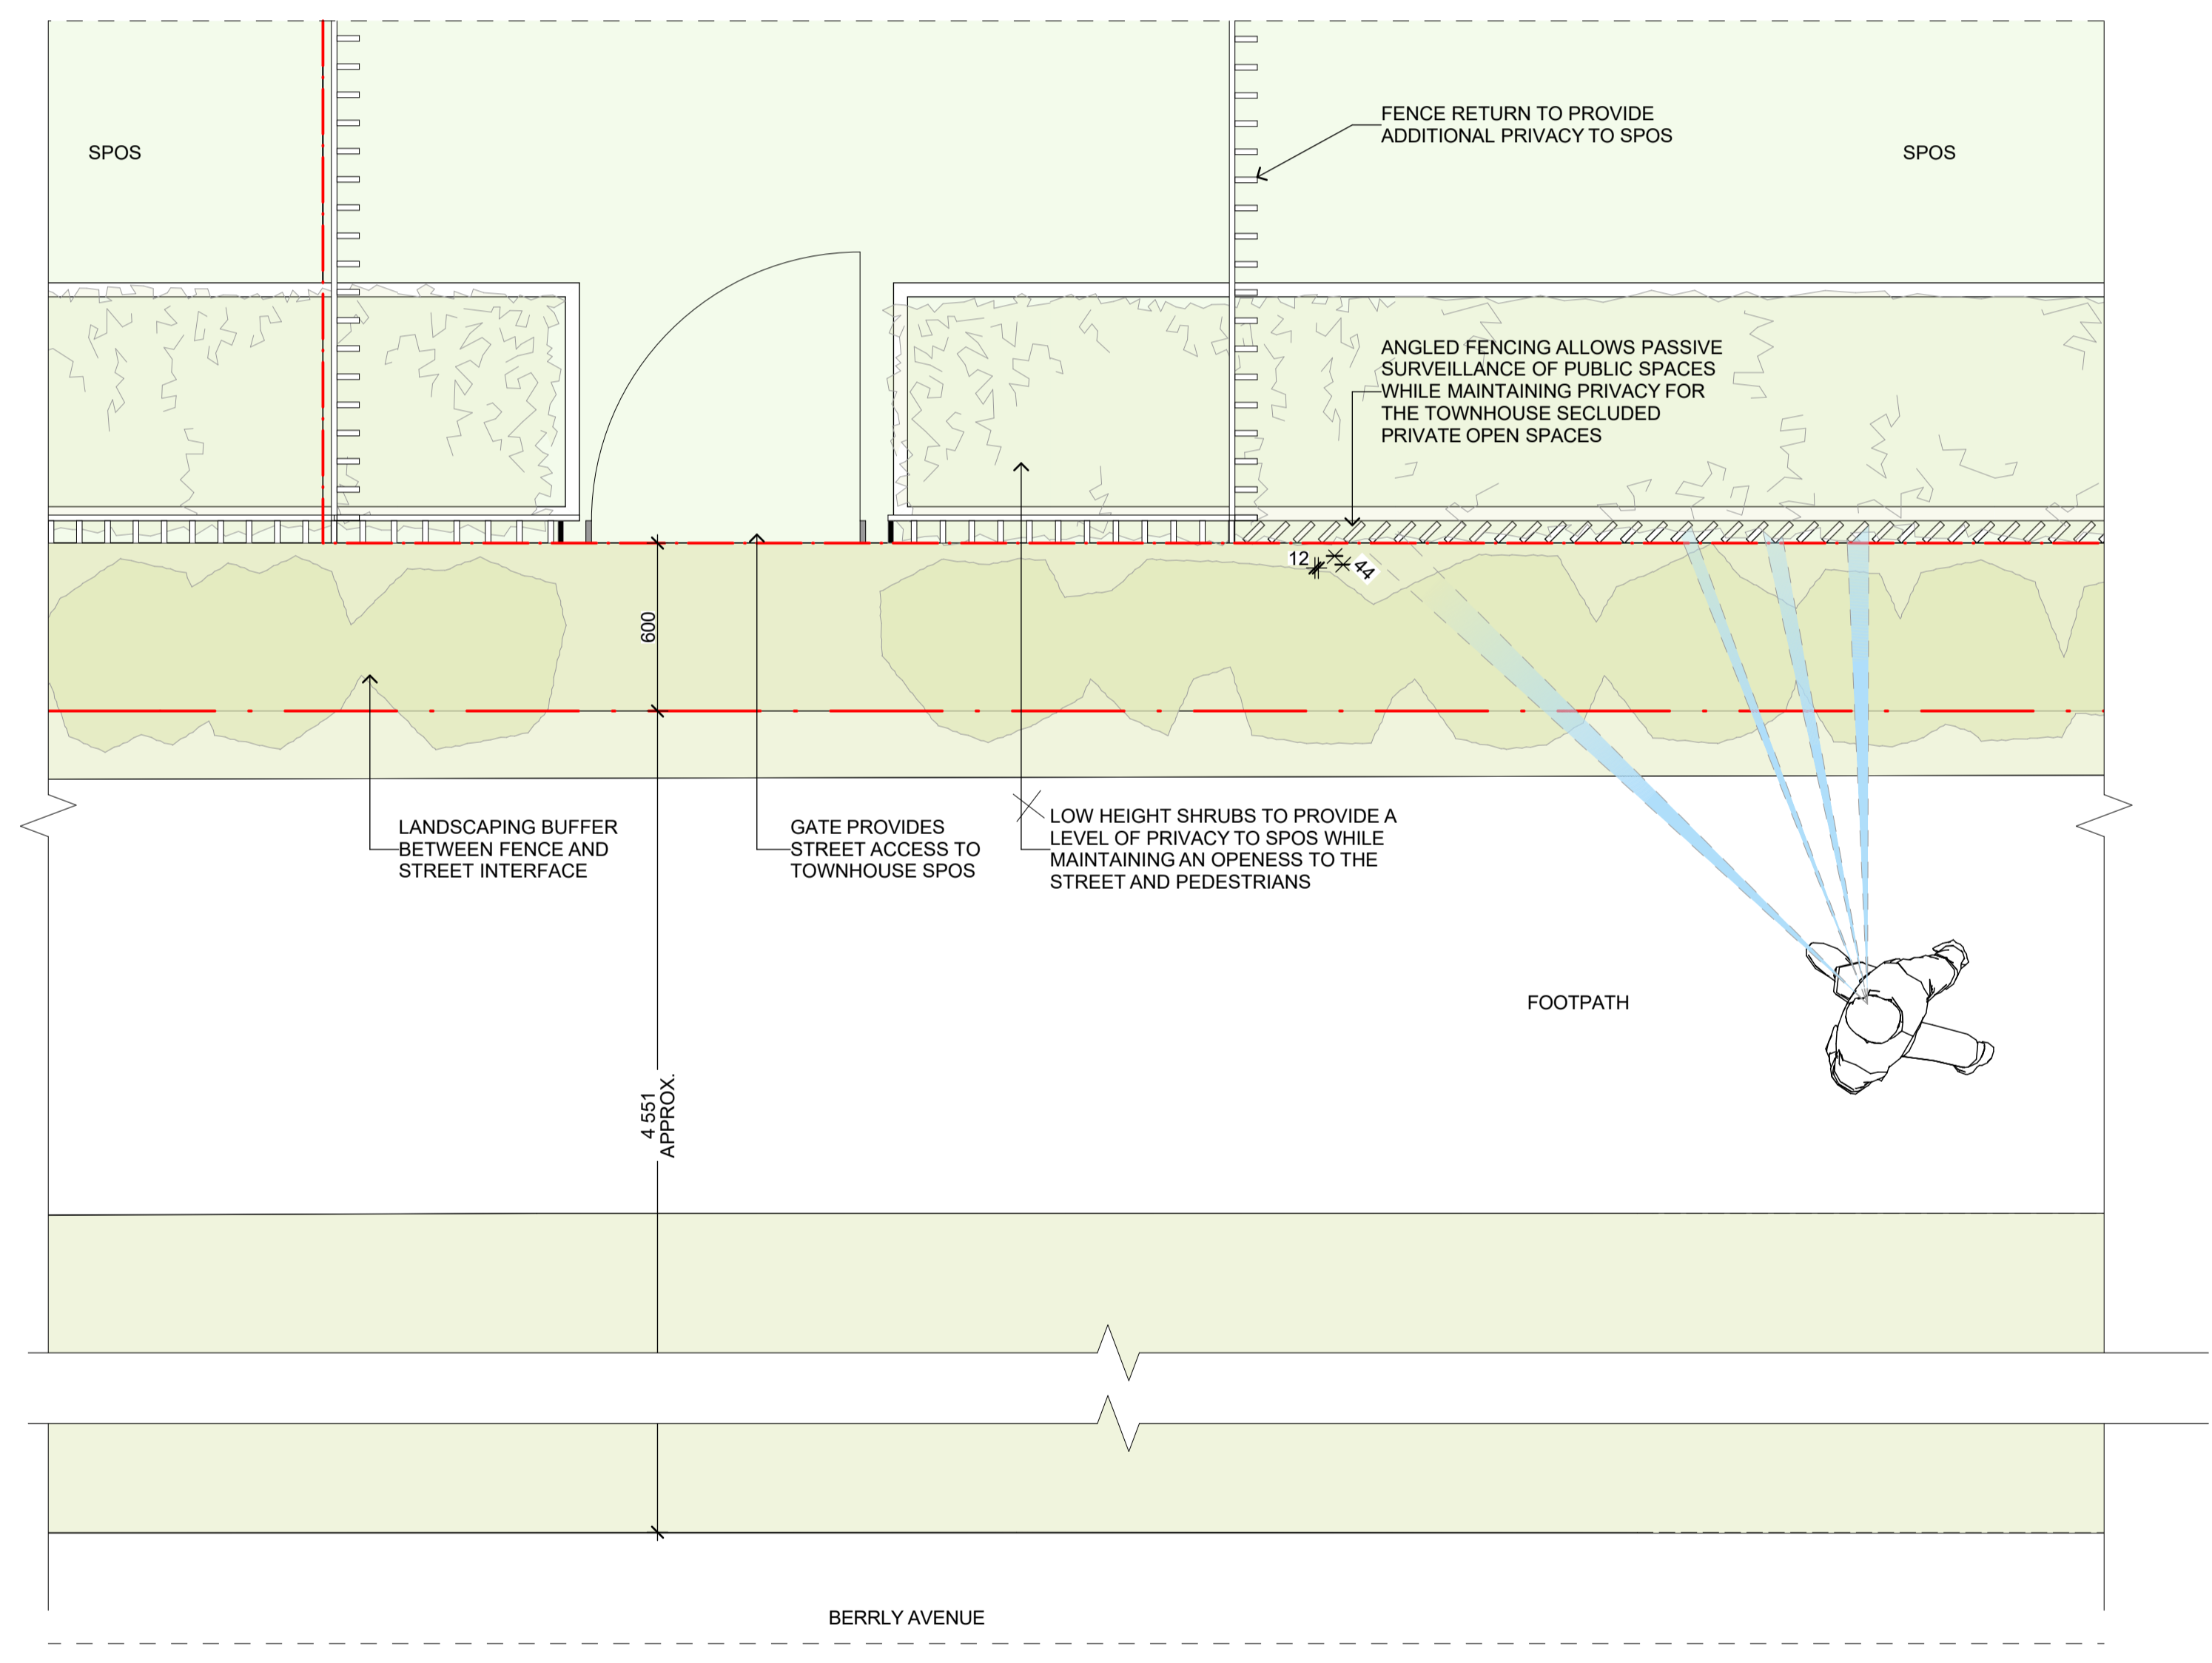 FENCE RETURN TO PROVIDE
ADDITIONAL PRIVACY TO SPOS
SPOS
SPOS
ANGLED FENCING ALLOWS PASSIVE
SURVEILLANCE OF PUBLIC SPACES
WHILE MAINTAINING PRIVACY FOR
THE TOWNHOUSE SECLUDED
PRIVATE OPEN SPACES
12
44
600
LANDSCAPING BUFFER
BETWEEN FENCE AND
STREET INTERFACE
GATE PROVIDES
STREET ACCESS TO
TOWNHOUSE SPOS
LOW HEIGHT SHRUBS TO PROVIDE A
LEVEL OF PRIVACY TO SPOS WHILE
MAINTAINING AN OPENESS TO THE
STREET AND PEDESTRIANS
FOOTPATH
4 551
APPROX.
BERRLY AVENUE